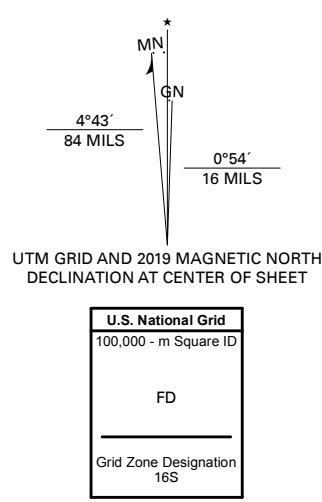 MN
GN
4°43´
84 MILS
0°54´
16 MILS
UTM GRID AND 2019 MAGNETIC NORTH
DECLINATION AT CENTER OF SHEET
U.S. National Grid
100,000 - m Square ID
FD
Grid Zone Designation
16S